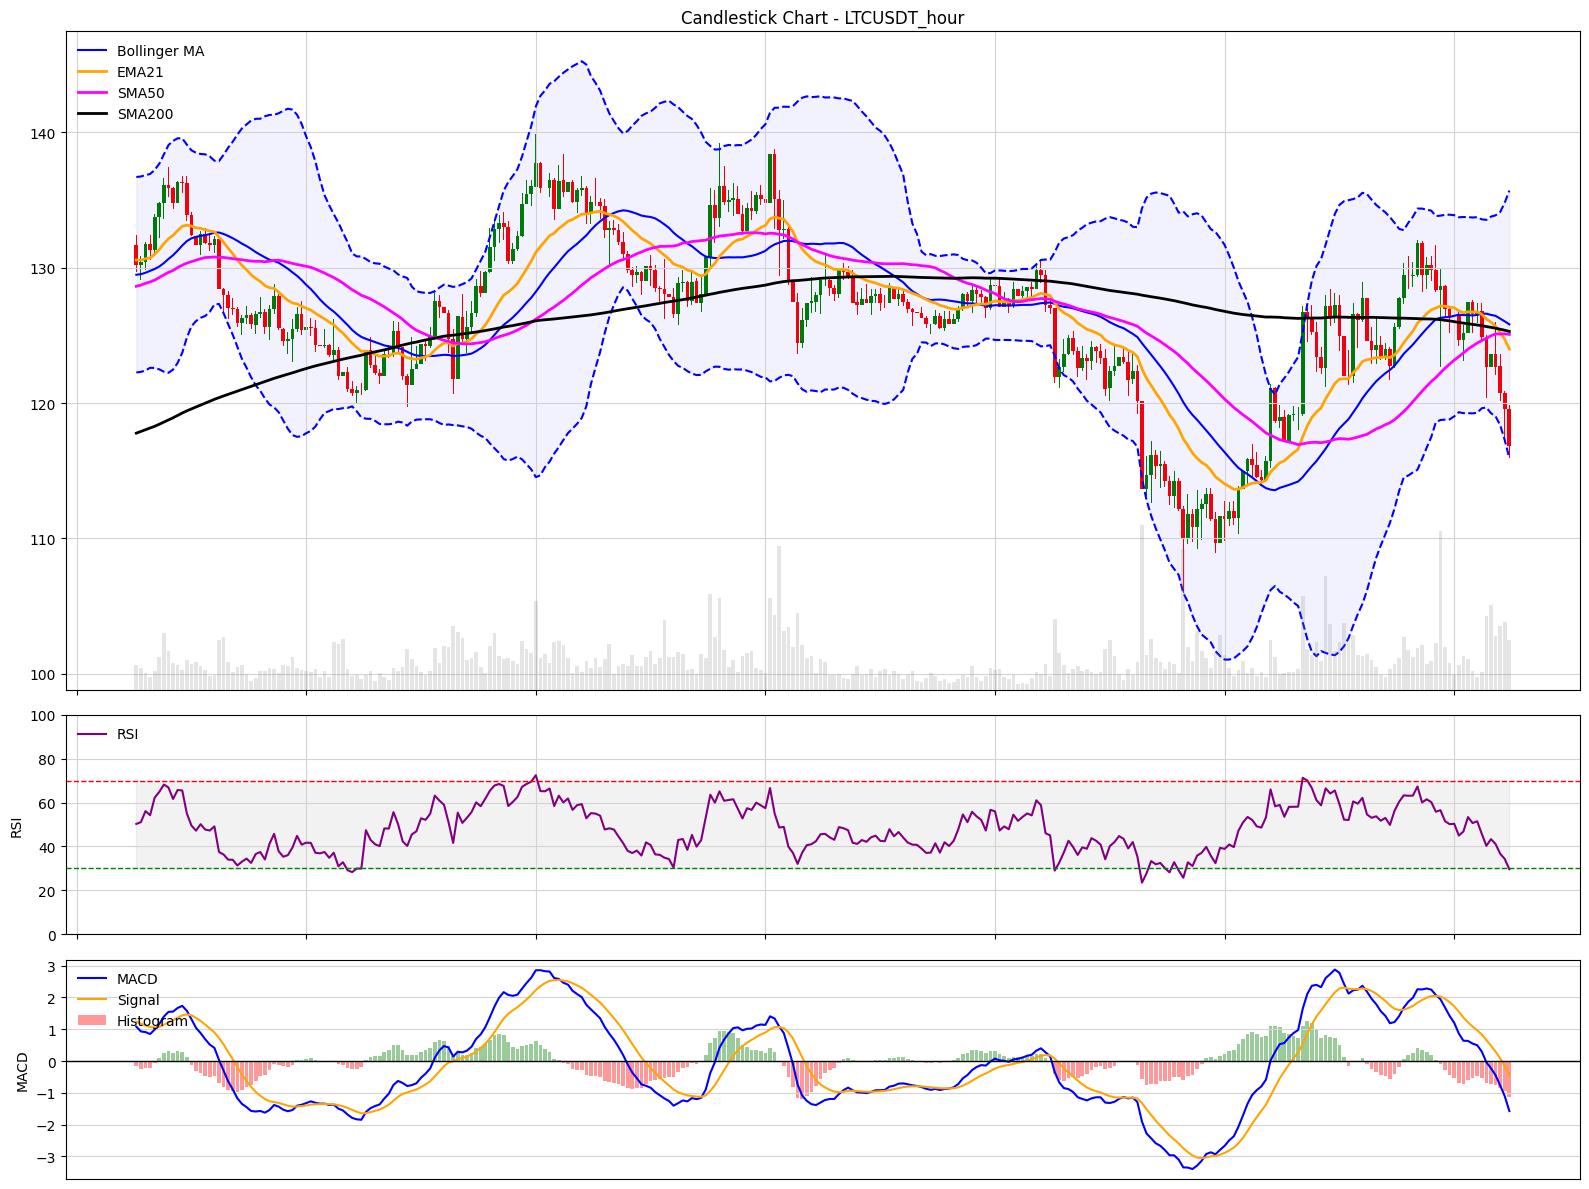 Candlestick Chart - LTCUSDT_hour
Bollinger MA
EMA21
SMA50
SMA200
140
130
120
110
100
RSI
100
80
60
40
20
0
RSI
MACD
Signal
Histogram
3
2
1
0
−1
−2
−3
MACD